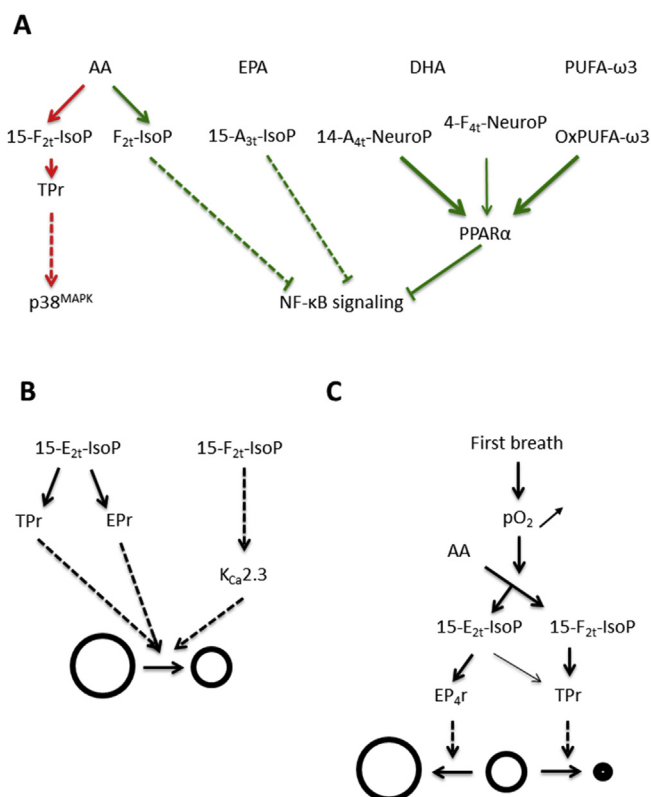 A
AA EPA DHA PUFA-ω3
15-F2t-IsoP F2t-IsoP 15-A3t-IsoP 14-A4t-NeuroP 4-F4t-NeuroP OxPUFA-ω3
TPr
PPARα
p38MAPK NF-κB signaling
B
15-E2t-IsoP 15-F2t-IsoP
TPr EPr
KCa2.3
C
First breath
pO2
AA
15-E2t-IsoP 15-F2t-IsoP
EP4r TPr